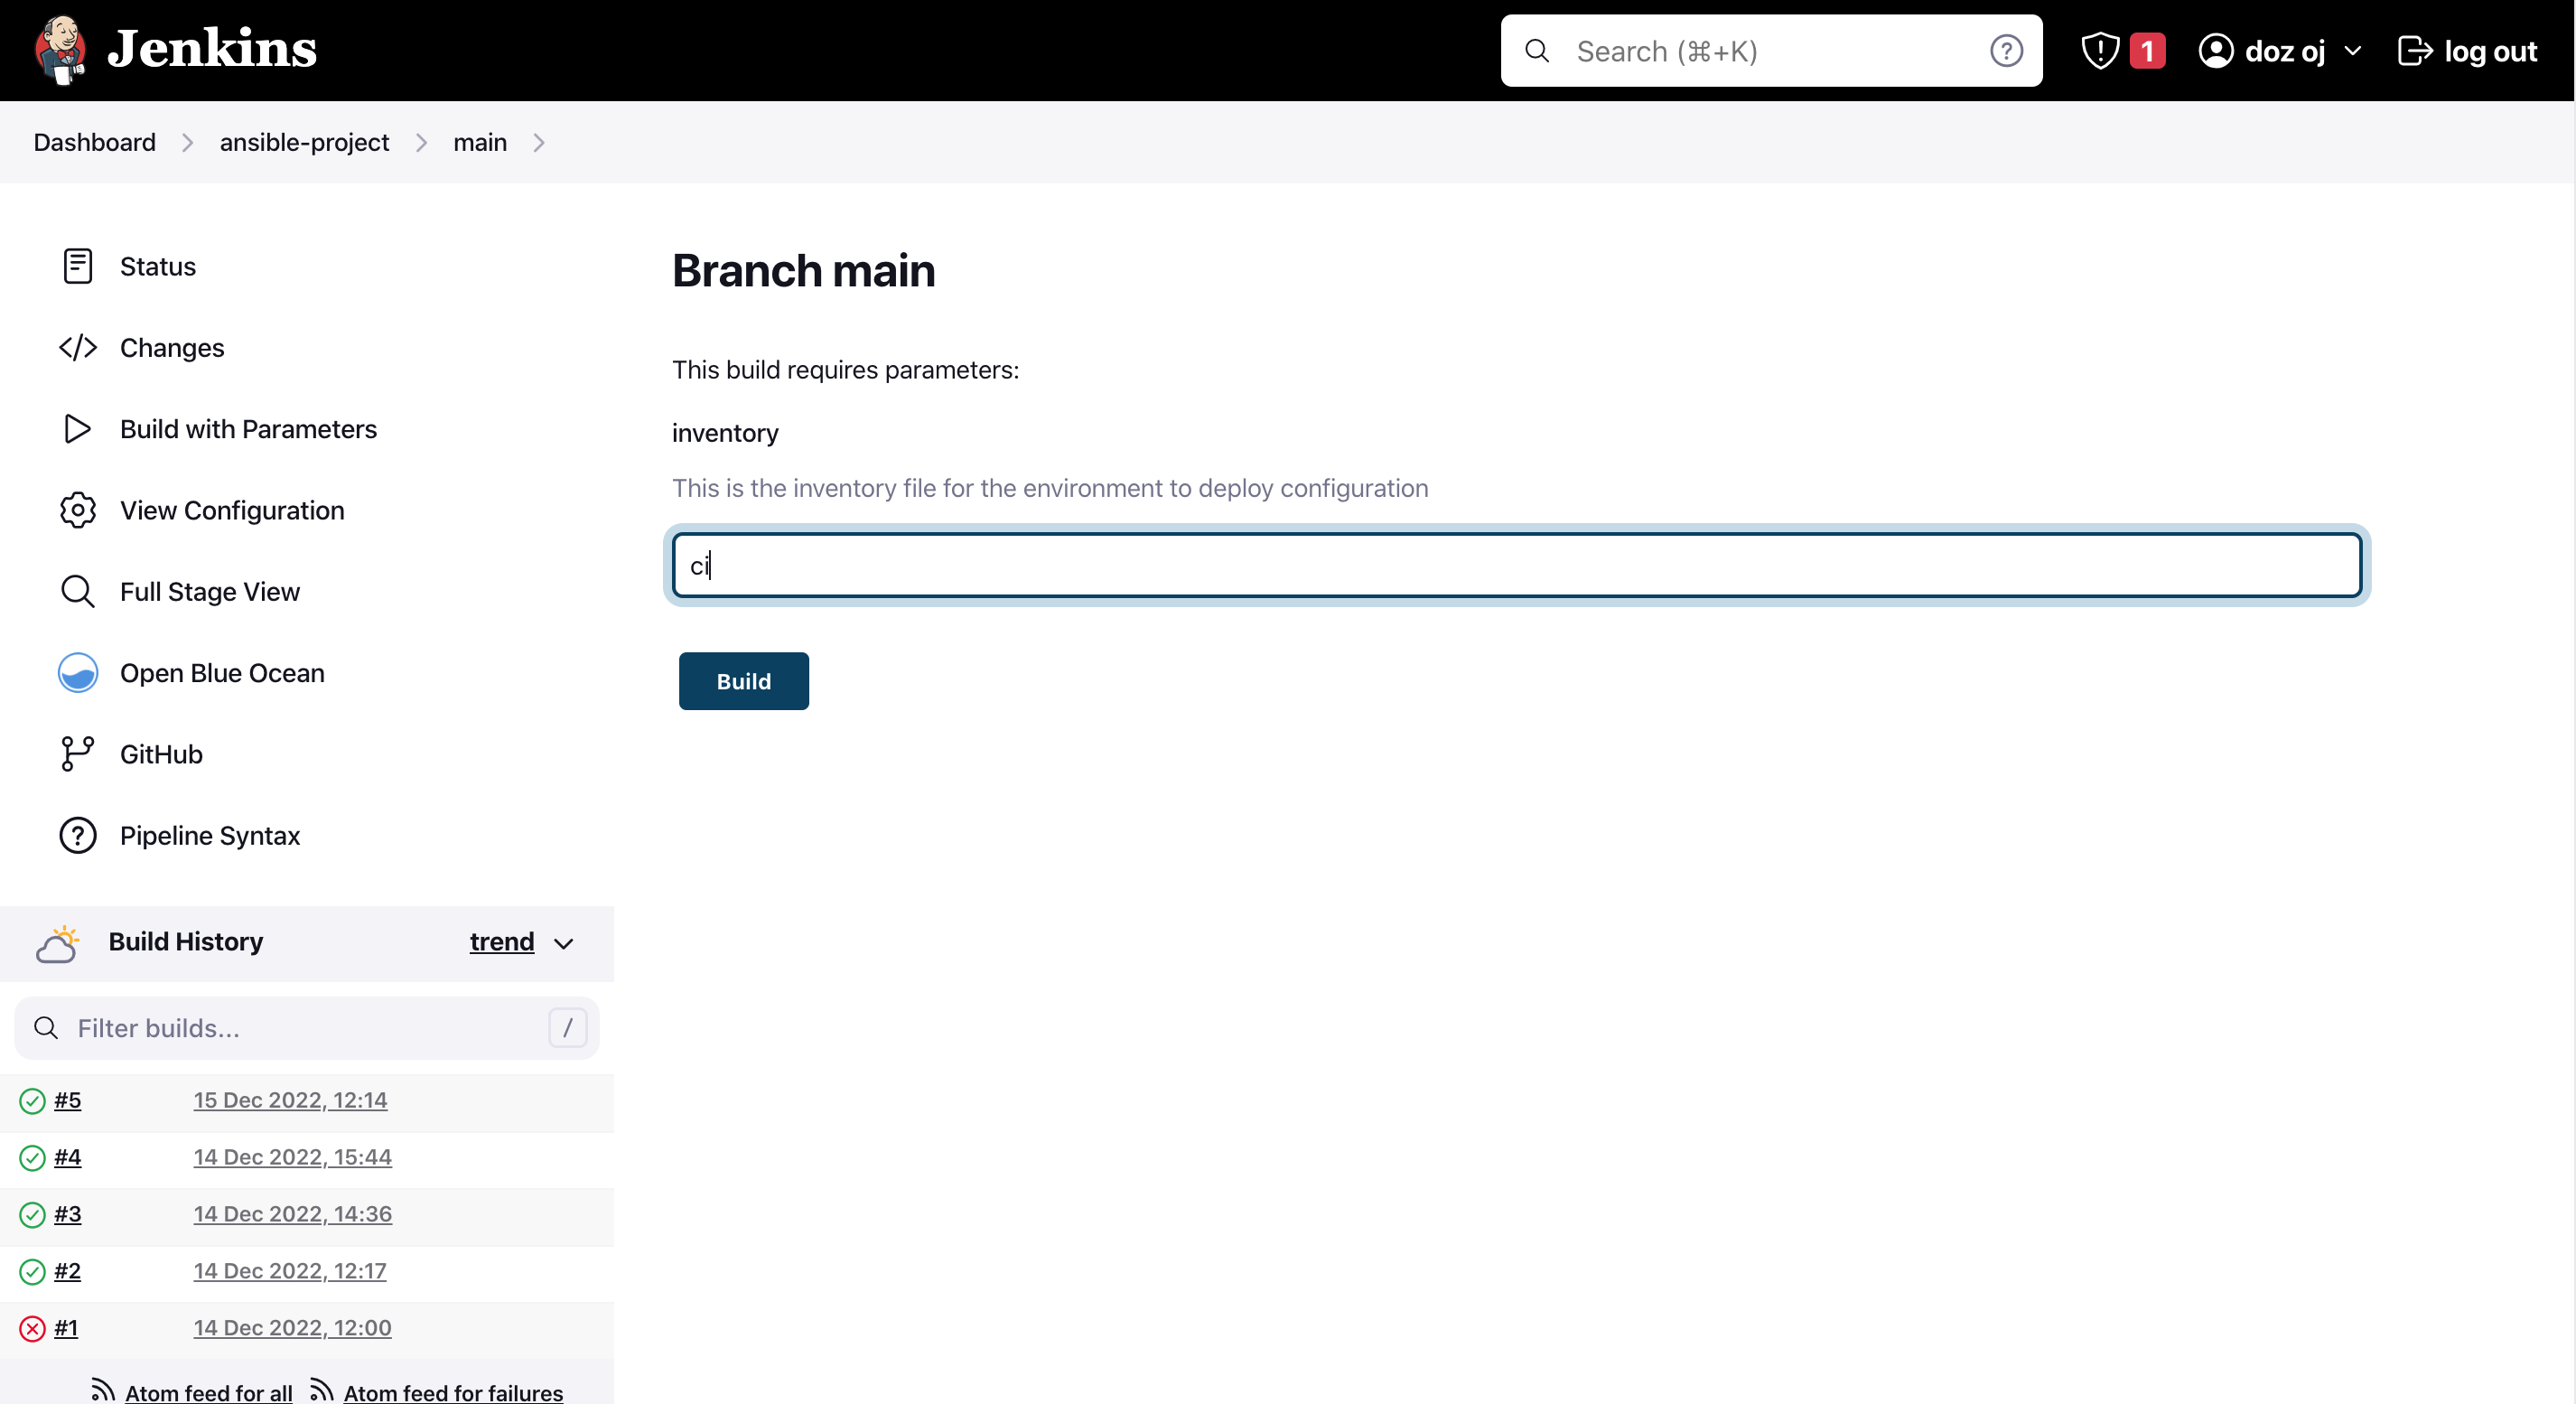 Jenkins
Search (⌘+K)
1
doz oj
log out
Dashboard
ansible-project
main
Status
Changes
Build with Parameters
View Configuration
Full Stage View
Open Blue Ocean
GitHub
Pipeline Syntax
Build History
trend
Filter builds...
/
#5 15 Dec 2022, 12:14
#4 14 Dec 2022, 15:44
#3 14 Dec 2022, 14:36
#2 14 Dec 2022, 12:17
#1 14 Dec 2022, 12:00
Atom feed for all Atom feed for failures
Branch main
This build requires parameters:
inventory
This is the inventory file for the environment to deploy configuration
ci
Build